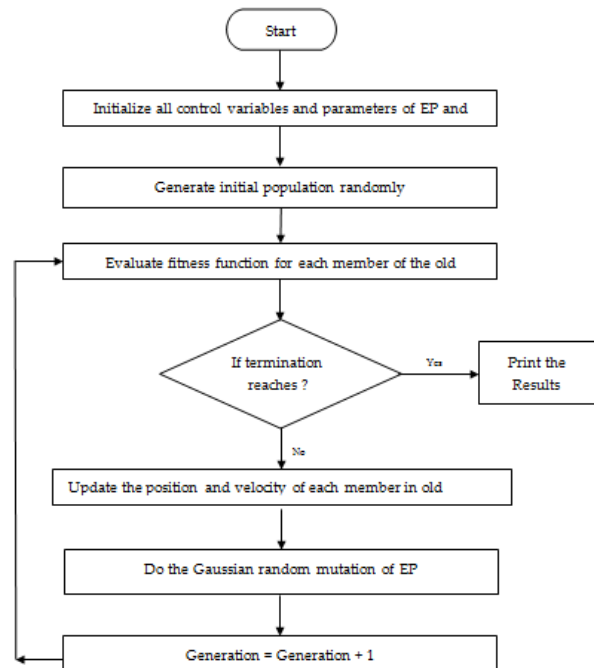 Start
Initialize all control variables and parameters of EP and
Generate initial population randomly
Evaluate fitness function for each member of the old
If termination
reaches ?
Yes
Print the
Results
No
Update the position and velocity of each member in old
Do the Gaussian random mutation of EP
Generation = Generation + 1